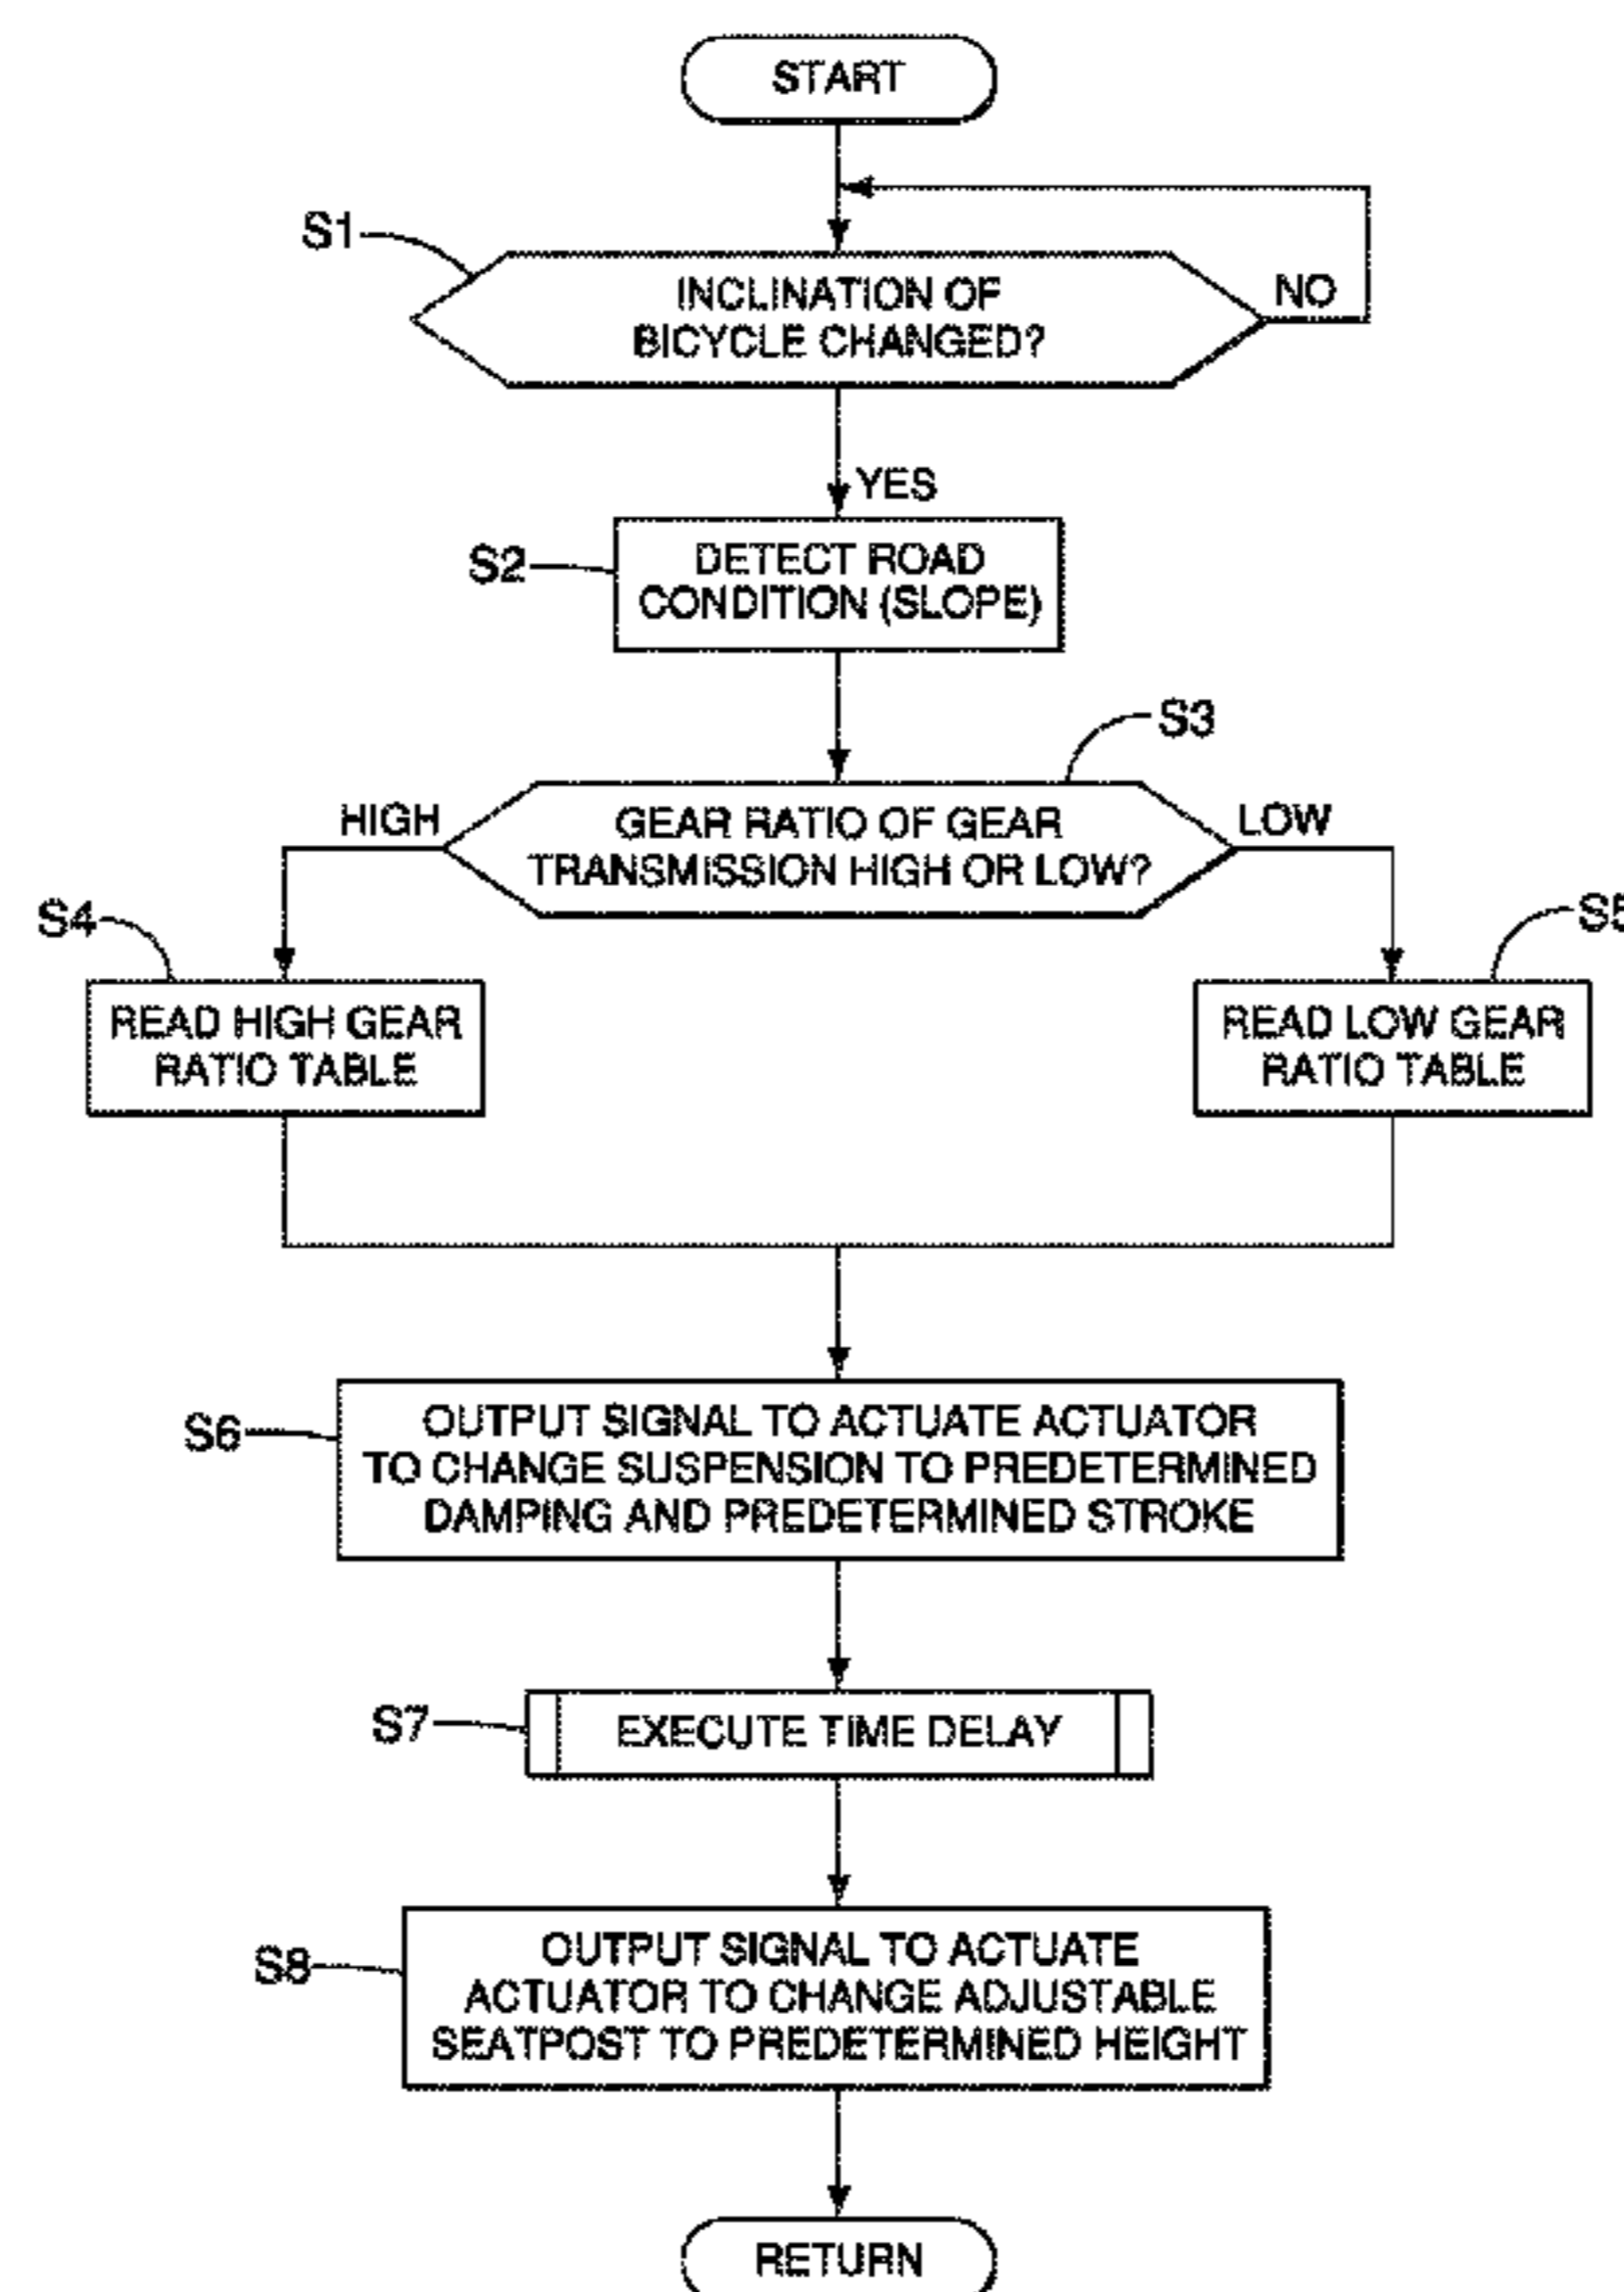 START
S1
INCLINATION OF
BICYCLE CHANGED?
NO
YES
S2
DETECT ROAD
CONDITION (SLOPE)
S3
HIGH
GEAR RATIO OF GEAR
TRANSMISSION HIGH OR LOW?
LOW
S4
S5
READ HIGH GEAR
RATIO TABLE
READ LOW GEAR
RATIO TABLE
S6
OUTPUT SIGNAL TO ACTUATE ACTUATOR
TO CHANGE SUSPENSION TO PREDETERMINED
DAMPING AND PREDETERMINED STROKE
S7
EXECUTE TIME DELAY
S8
OUTPUT SIGNAL TO ACTUATE
ACTUATOR TO CHANGE ADJUSTABLE
SEATPOST TO PREDETERMINED HEIGHT
RETURN